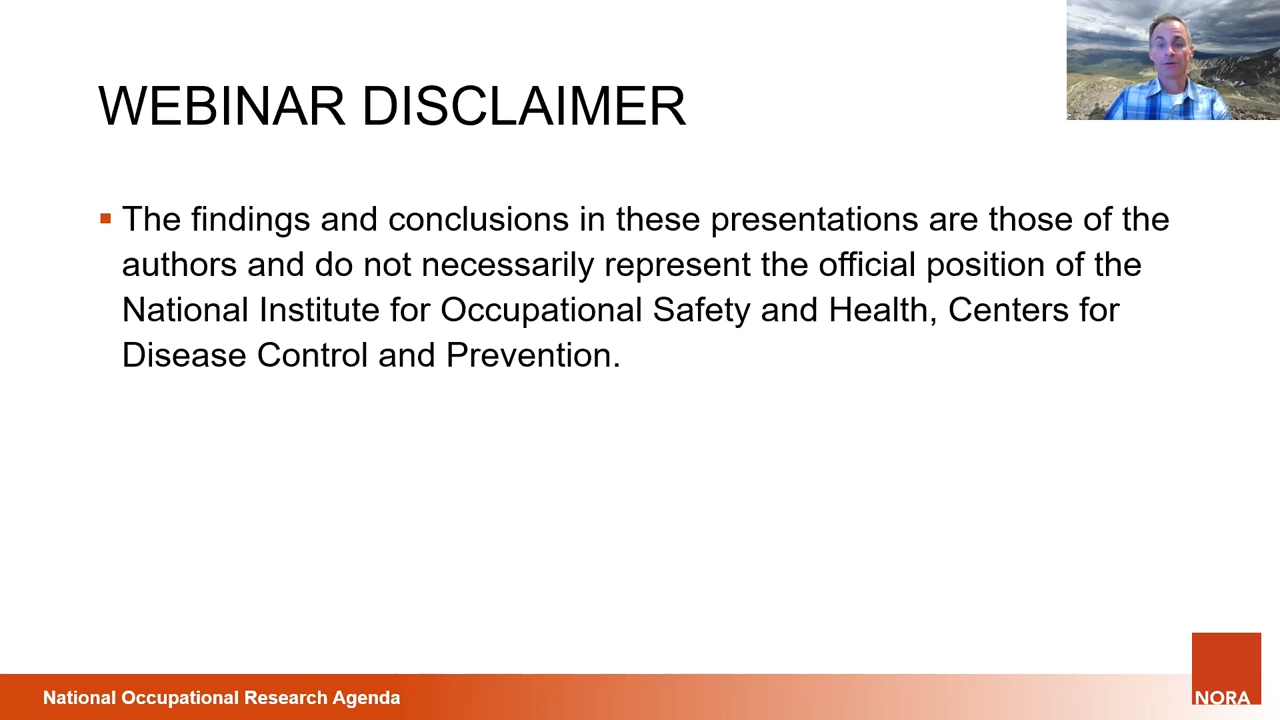 WEBINAR DISCLAIMER
The findings and conclusions in these presentations are those of the
authors and do not necessarily represent the official position of the
National Institute for Occupational Safety and Health, Centers for
Disease Control and Prevention.
National Occupational Research Agenda
NORA